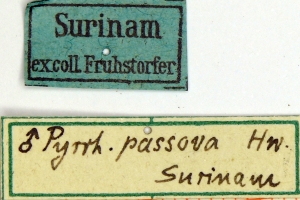 Surinam
ex coll. Fruhstorfer
♂ Pyrrh. passova Hw.
Surinam